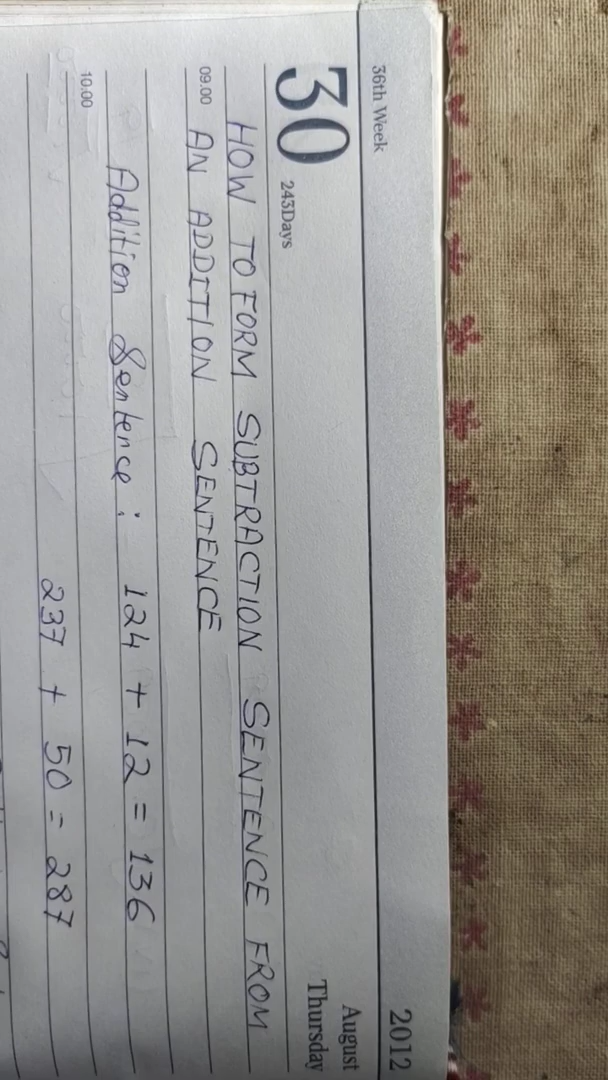 36th Week 2012
30 243Days August
Thursday
HOW TO FORM SUBTRACTION SENTENCE FROM
09.00 AN ADDITION SENTENCE
Addition Sentence: 124 + 12 = 136
10.00
237 + 50 = 287